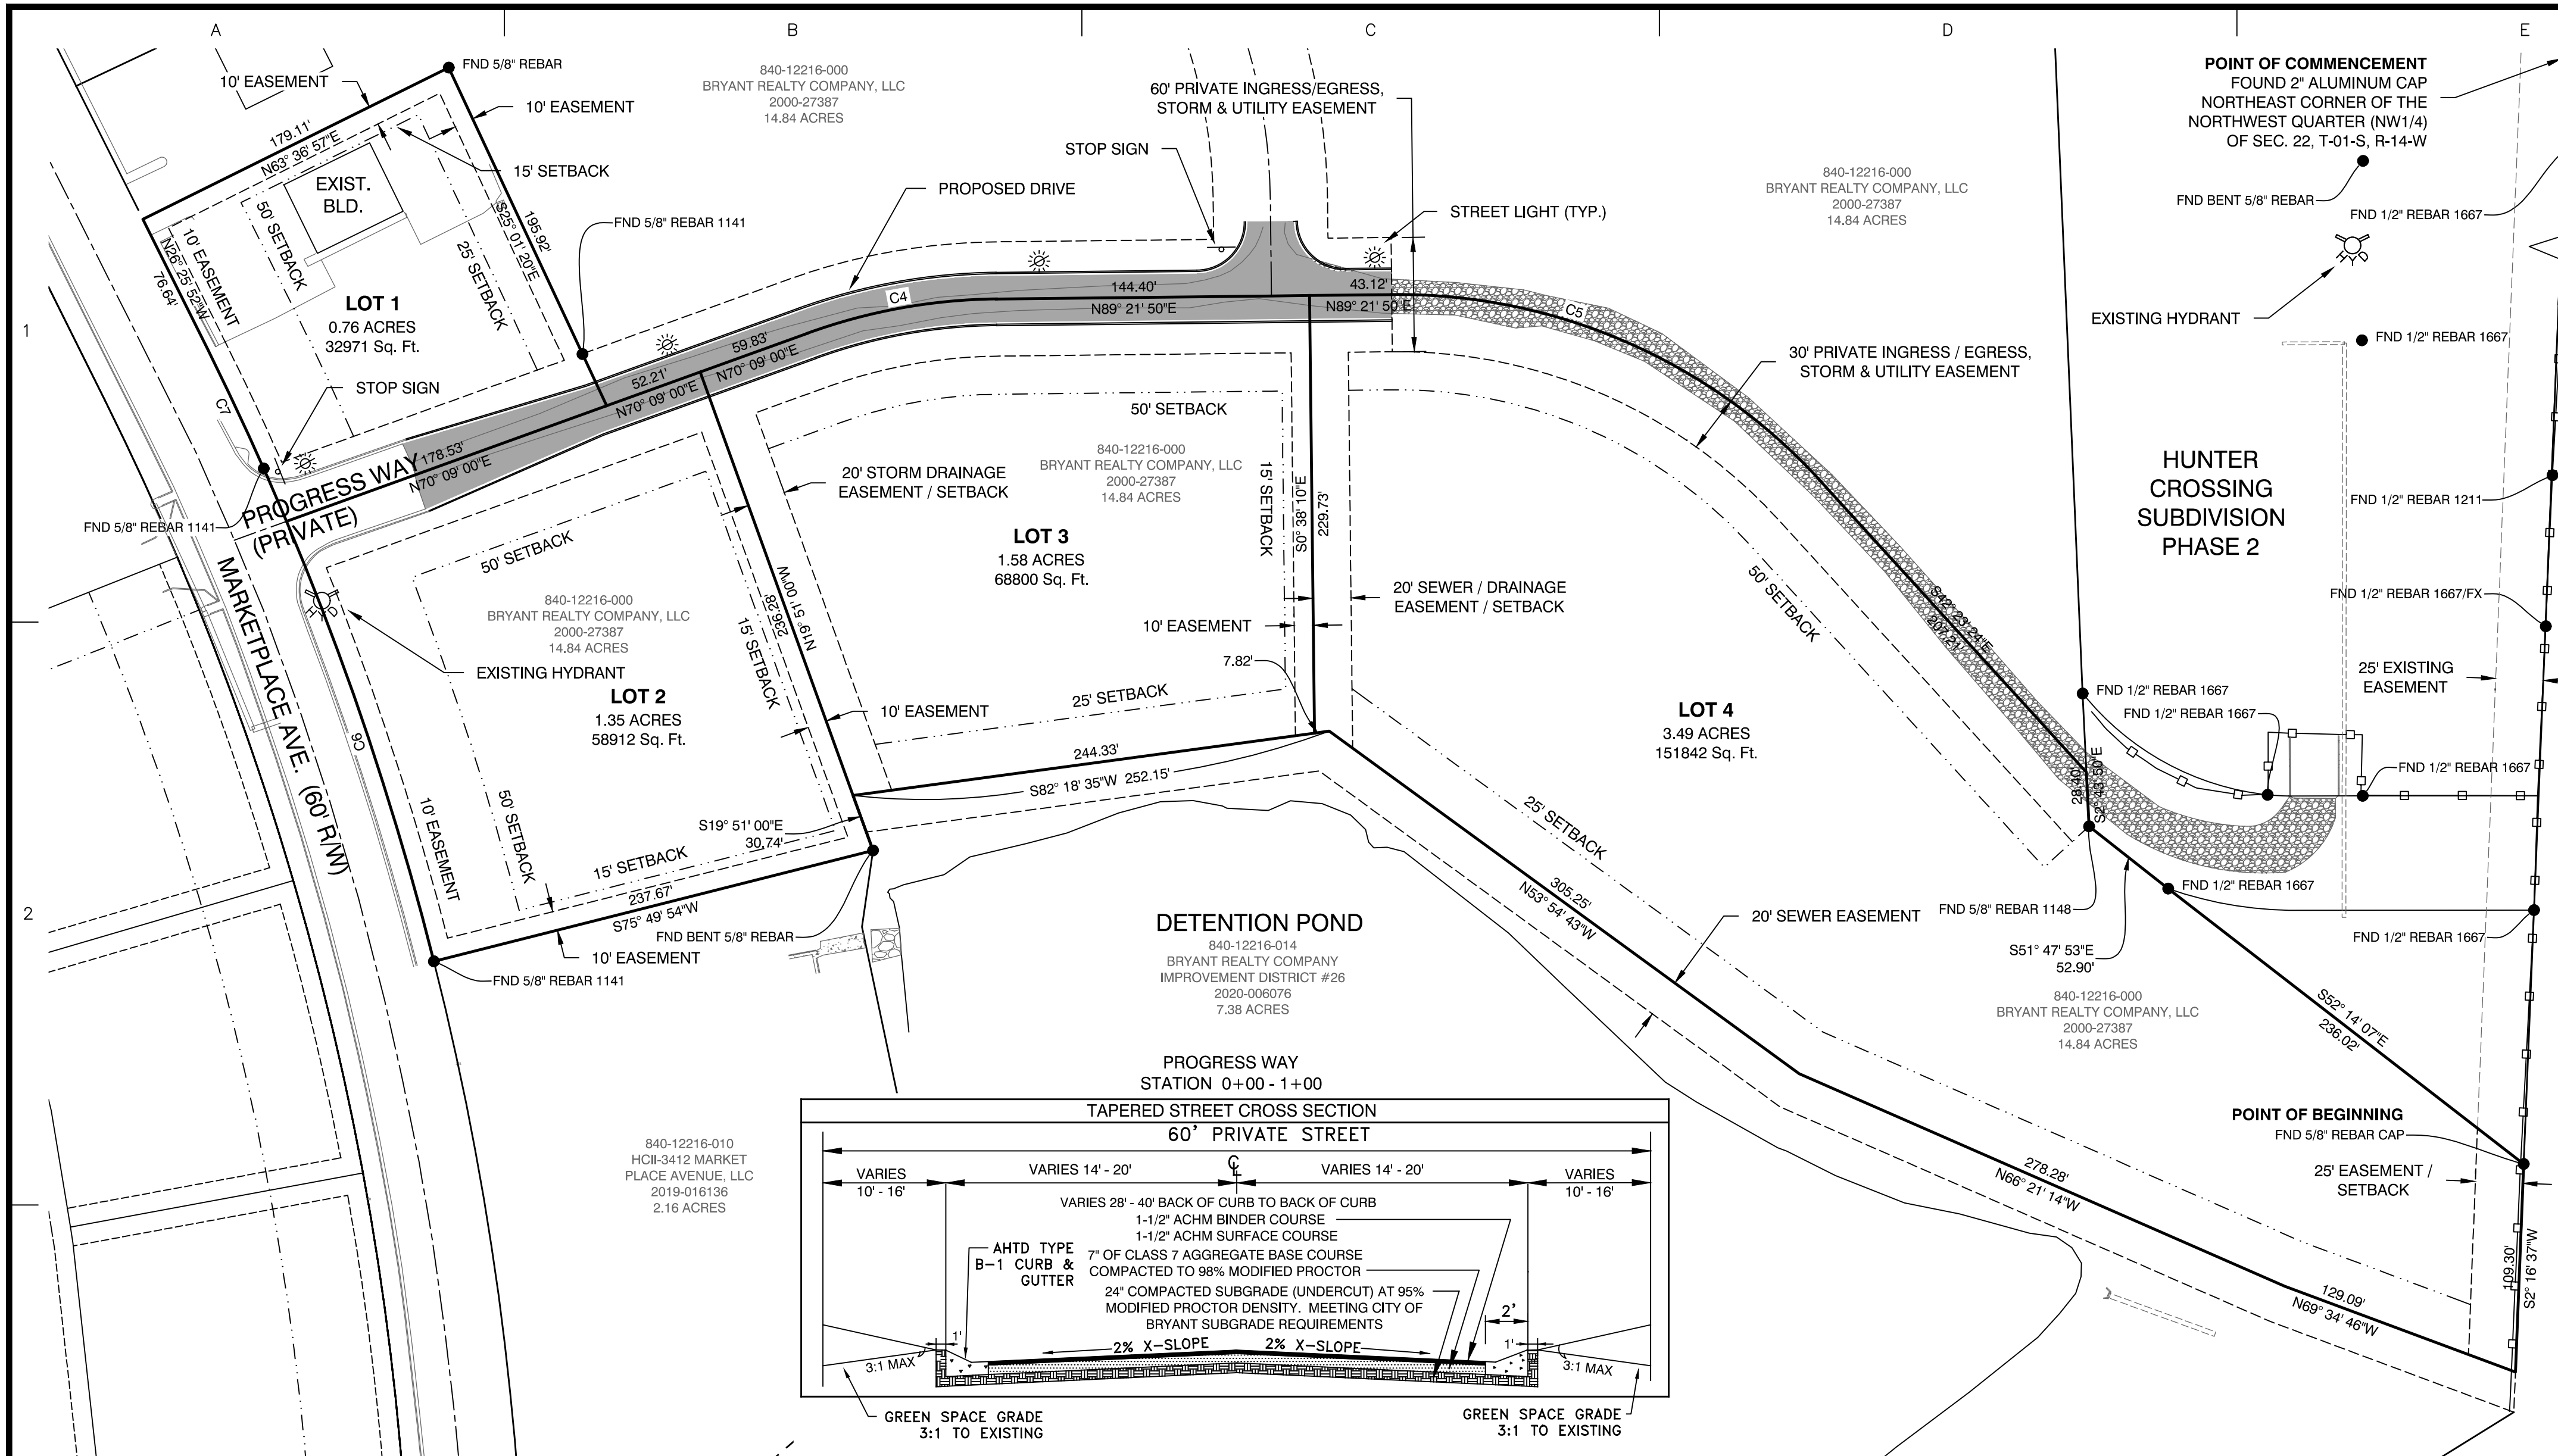 A
B
C
D
E
1
2
10' EASEMENT
FND 5/8" REBAR
10' EASEMENT
179.11'
N63° 36' 57"E
15' SETBACK
EXIST.
BLD.
50' SETBACK
10' EASEMENT
N26° 25' 52"W
76.64'
S25° 01' 20"E
195.92'
25' SETBACK
LOT 1
0.76 ACRES
32971 Sq. Ft.
STOP SIGN
C7
FND 5/8" REBAR 1141
840-12216-000
BRYANT REALTY COMPANY, LLC
2000-27387
14.84 ACRES
PROPOSED DRIVE
STOP SIGN
60' PRIVATE INGRESS/EGRESS,
STORM & UTILITY EASEMENT
STREET LIGHT (TYP.)
840-12216-000
BRYANT REALTY COMPANY, LLC
2000-27387
14.84 ACRES
POINT OF COMMENCEMENT
FOUND 2" ALUMINUM CAP
NORTHEAST CORNER OF THE
NORTHWEST QUARTER (NW1/4)
OF SEC. 22, T-01-S, R-14-W
FND BENT 5/8" REBAR
FND 1/2" REBAR 1667
HYD
EXISTING HYDRANT
FND 1/2" REBAR 1667
C4
144.40'
N89° 21' 50"E
43.12'
N89° 21' 50"E
C5
59.83'
N70° 09' 00"E
52.21'
N70° 09' 00"E
178.53'
N70° 09' 00"E
PROGRESS WAY
(PRIVATE)
FND 5/8" REBAR 1141
MARKETPLACE AVE. (60' R/W)
30' PRIVATE INGRESS / EGRESS,
STORM & UTILITY EASEMENT
HUNTER
CROSSING
SUBDIVISION
PHASE 2
FND 1/2" REBAR 1211
FND 1/2" REBAR 1667/FX
25' EXISTING
EASEMENT
50' SETBACK
20' STORM DRAINAGE
EASEMENT / SETBACK
840-12216-000
BRYANT REALTY COMPANY, LLC
2000-27387
14.84 ACRES
LOT 3
1.58 ACRES
68800 Sq. Ft.
15' SETBACK
S0° 38' 10"E
229.73'
20' SEWER / DRAINAGE
EASEMENT / SETBACK
10' EASEMENT
7.82'
25' SETBACK
10' EASEMENT
244.33'
S82° 18' 35"W 252.15'
50' SETBACK
840-12216-000
BRYANT REALTY COMPANY, LLC
2000-27387
14.84 ACRES
HYD
EXISTING HYDRANT
LOT 2
1.35 ACRES
58912 Sq. Ft.
N19° 51' 00"W
236.28'
15' SETBACK
C6
10' EASEMENT
50' SETBACK
S19° 51' 00"E
30.74'
15' SETBACK
237.67'
S75° 49' 54"W
FND BENT 5/8" REBAR
10' EASEMENT
FND 5/8" REBAR 1141
50' SETBACK
LOT 4
3.49 ACRES
151842 Sq. Ft.
S42° 23' 24"E
207.21'
FND 1/2" REBAR 1667
FND 1/2" REBAR 1667
FND 1/2" REBAR 1667
28.40'
S2° 43' 50"E
25' SETBACK
305.25'
N53° 54' 43"W
20' SEWER EASEMENT
FND 5/8" REBAR 1148
FND 1/2" REBAR 1667
FND 1/2" REBAR 1667
S51° 47' 53"E
52.90'
DETENTION POND
840-12216-014
BRYANT REALTY COMPANY
IMPROVEMENT DISTRICT #26
2020-006076
7.38 ACRES
840-12216-000
BRYANT REALTY COMPANY, LLC
2000-27387
14.84 ACRES
S52° 14' 07"E
236.02'
POINT OF BEGINNING
FND 5/8" REBAR CAP
25' EASEMENT /
SETBACK
278.28'
N66° 21' 14"W
129.09'
N69° 34' 46"W
109.30'
S2° 16' 37"W
840-12216-010
HCII-3412 MARKET
PLACE AVENUE, LLC
2019-016136
2.16 ACRES
PROGRESS WAY
STATION 0+00 - 1+00
TAPERED STREET CROSS SECTION
60' PRIVATE STREET
VARIES
10' - 16'
VARIES 14' - 20'
CL
VARIES 14' - 20'
VARIES
10' - 16'
VARIES 28' - 40' BACK OF CURB TO BACK OF CURB
1-1/2" ACHM BINDER COURSE
1-1/2" ACHM SURFACE COURSE
AHTD TYPE
B-1 CURB &
GUTTER
7" OF CLASS 7 AGGREGATE BASE COURSE
COMPACTED TO 98% MODIFIED PROCTOR
24" COMPACTED SUBGRADE (UNDERCUT) AT 95%
MODIFIED PROCTOR DENSITY. MEETING CITY OF
BRYANT SUBGRADE REQUIREMENTS
2'
1'
2% X-SLOPE
2% X-SLOPE
1'
3:1 MAX
3:1 MAX
GREEN SPACE GRADE
3:1 TO EXISTING
GREEN SPACE GRADE
3:1 TO EXISTING